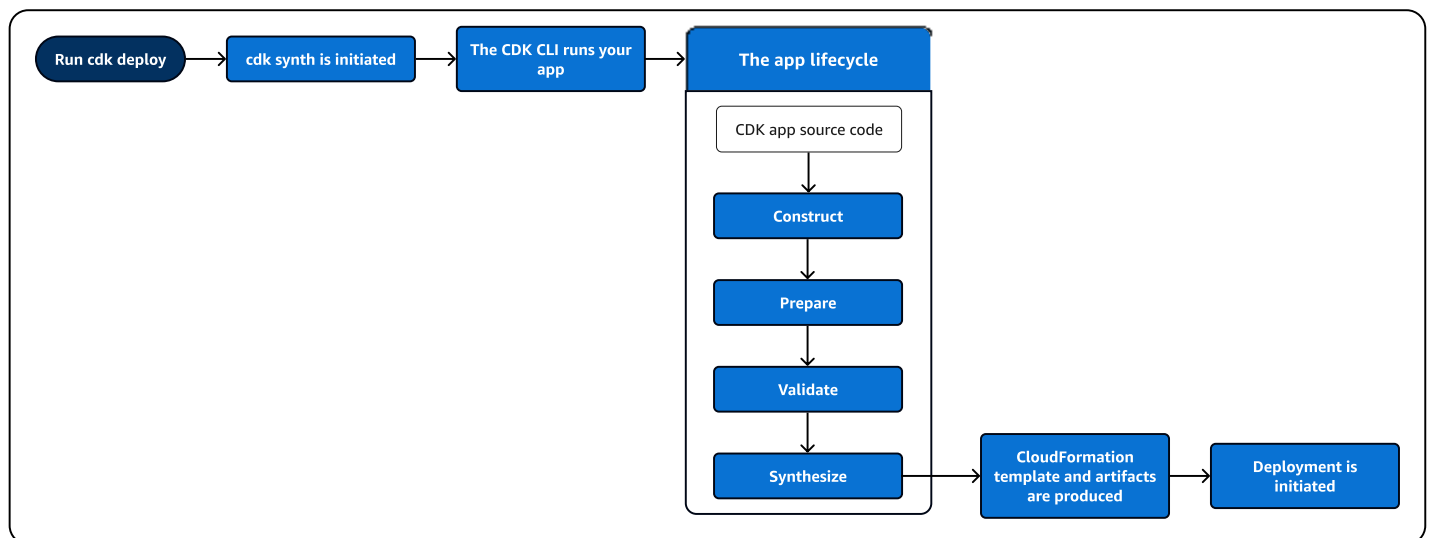 Run cdk deploy
cdk synth is initiated
The CDK CLI runs your
app
The app lifecycle
CDK app source code
Construct
Prepare
Validate
Synthesize
CloudFormation
template and artifacts
are produced
Deployment is
initiated